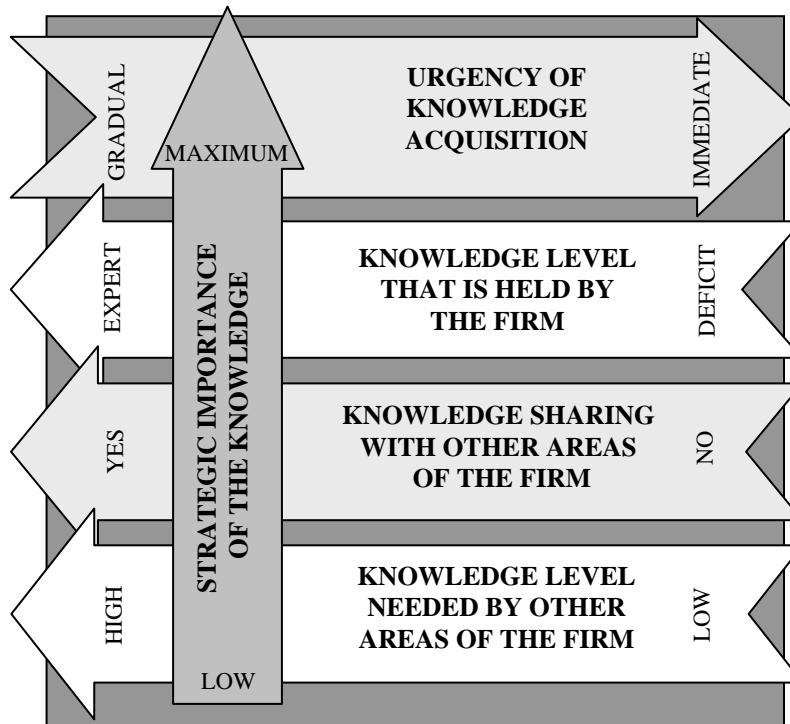 GRADUAL
URGENCY OF
KNOWLEDGE
ACQUISITION
IMMEDIATE
MAXIMUM
EXPERT
KNOWLEDGE LEVEL
THAT IS HELD BY
THE FIRM
DEFICIT
STRATEGIC IMPORTANCE
OF THE KNOWLEDGE
YES
KNOWLEDGE SHARING
WITH OTHER AREAS
OF THE FIRM
NO
HIGH
KNOWLEDGE LEVEL
NEEDED BY OTHER
AREAS OF THE FIRM
LOW
LOW